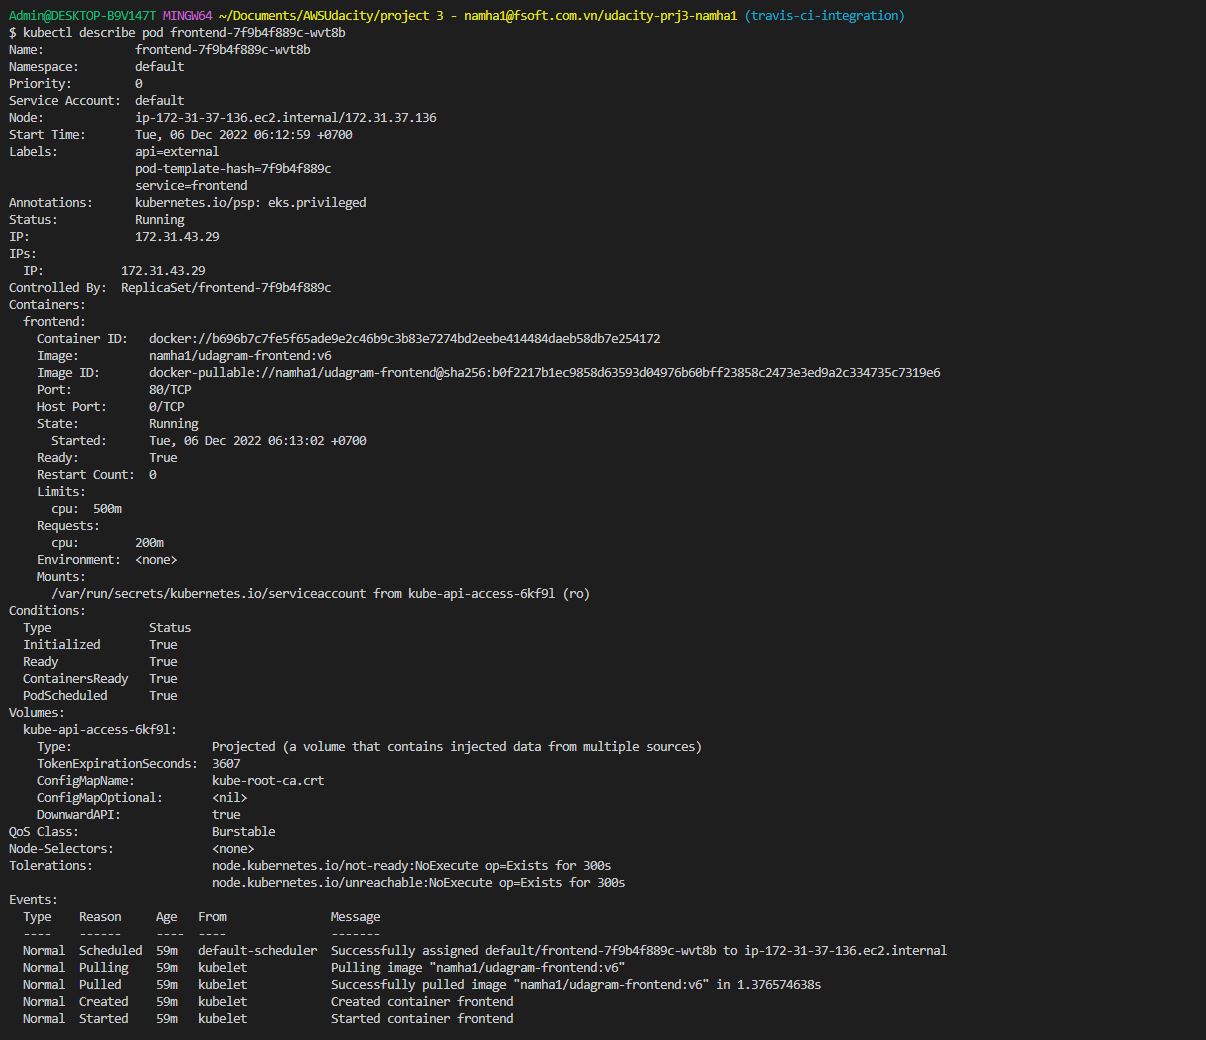 Admin@DESKTOP-B9V147T MINGW64 ~/Documents/AWSUdacity/project 3 - namha1@fsoft.com.vn/udacity-prj3-namha1 (travis-ci-integration)
$ kubectl describe pod frontend-7f9b4f889c-wvt8b
Name:             frontend-7f9b4f889c-wvt8b
Namespace:        default
Priority:         0
Service Account:  default
Node:             ip-172-31-37-136.ec2.internal/172.31.37.136
Start Time:       Tue, 06 Dec 2022 06:12:59 +0700
Labels:           api=external
                  pod-template-hash=7f9b4f889c
                  service=frontend
Annotations:      kubernetes.io/psp: eks.privileged
Status:           Running
IP:               172.31.43.29
IPs:
  IP:           172.31.43.29
Controlled By:  ReplicaSet/frontend-7f9b4f889c
Containers:
  frontend:
    Container ID:   docker://b696b7c7fe5f65ade9e2c46b9c3b83e7274bd2eebe414484daeb58db7e254172
    Image:          namha1/udagram-frontend:v6
    Image ID:       docker-pullable://namha1/udagram-frontend@sha256:b0f2217b1ec9858d63593d04976b60bff23858c2473e3ed9a2c334735c7319e6
    Port:           80/TCP
    Host Port:      0/TCP
    State:          Running
      Started:      Tue, 06 Dec 2022 06:13:02 +0700
    Ready:          True
    Restart Count:  0
    Limits:
      cpu:  500m
    Requests:
      cpu:        200m
    Environment:  <none>
    Mounts:
      /var/run/secrets/kubernetes.io/serviceaccount from kube-api-access-6kf9l (ro)
Conditions:
  Type              Status
  Initialized       True
  Ready             True
  ContainersReady   True
  PodScheduled      True
Volumes:
  kube-api-access-6kf9l:
    Type:                    Projected (a volume that contains injected data from multiple sources)
    TokenExpirationSeconds:  3607
    ConfigMapName:           kube-root-ca.crt
    ConfigMapOptional:       <nil>
    DownwardAPI:             true
QoS Class:                   Burstable
Node-Selectors:              <none>
Tolerations:                 node.kubernetes.io/not-ready:NoExecute op=Exists for 300s
                             node.kubernetes.io/unreachable:NoExecute op=Exists for 300s
Events:
  Type    Reason     Age   From               Message
  ----    ------     ----  ----               -------
  Normal  Scheduled  59m   default-scheduler  Successfully assigned default/frontend-7f9b4f889c-wvt8b to ip-172-31-37-136.ec2.internal
  Normal  Pulling    59m   kubelet            Pulling image "namha1/udagram-frontend:v6"
  Normal  Pulled     59m   kubelet            Successfully pulled image "namha1/udagram-frontend:v6" in 1.376574638s
  Normal  Created    59m   kubelet            Created container frontend
  Normal  Started    59m   kubelet            Started container frontend